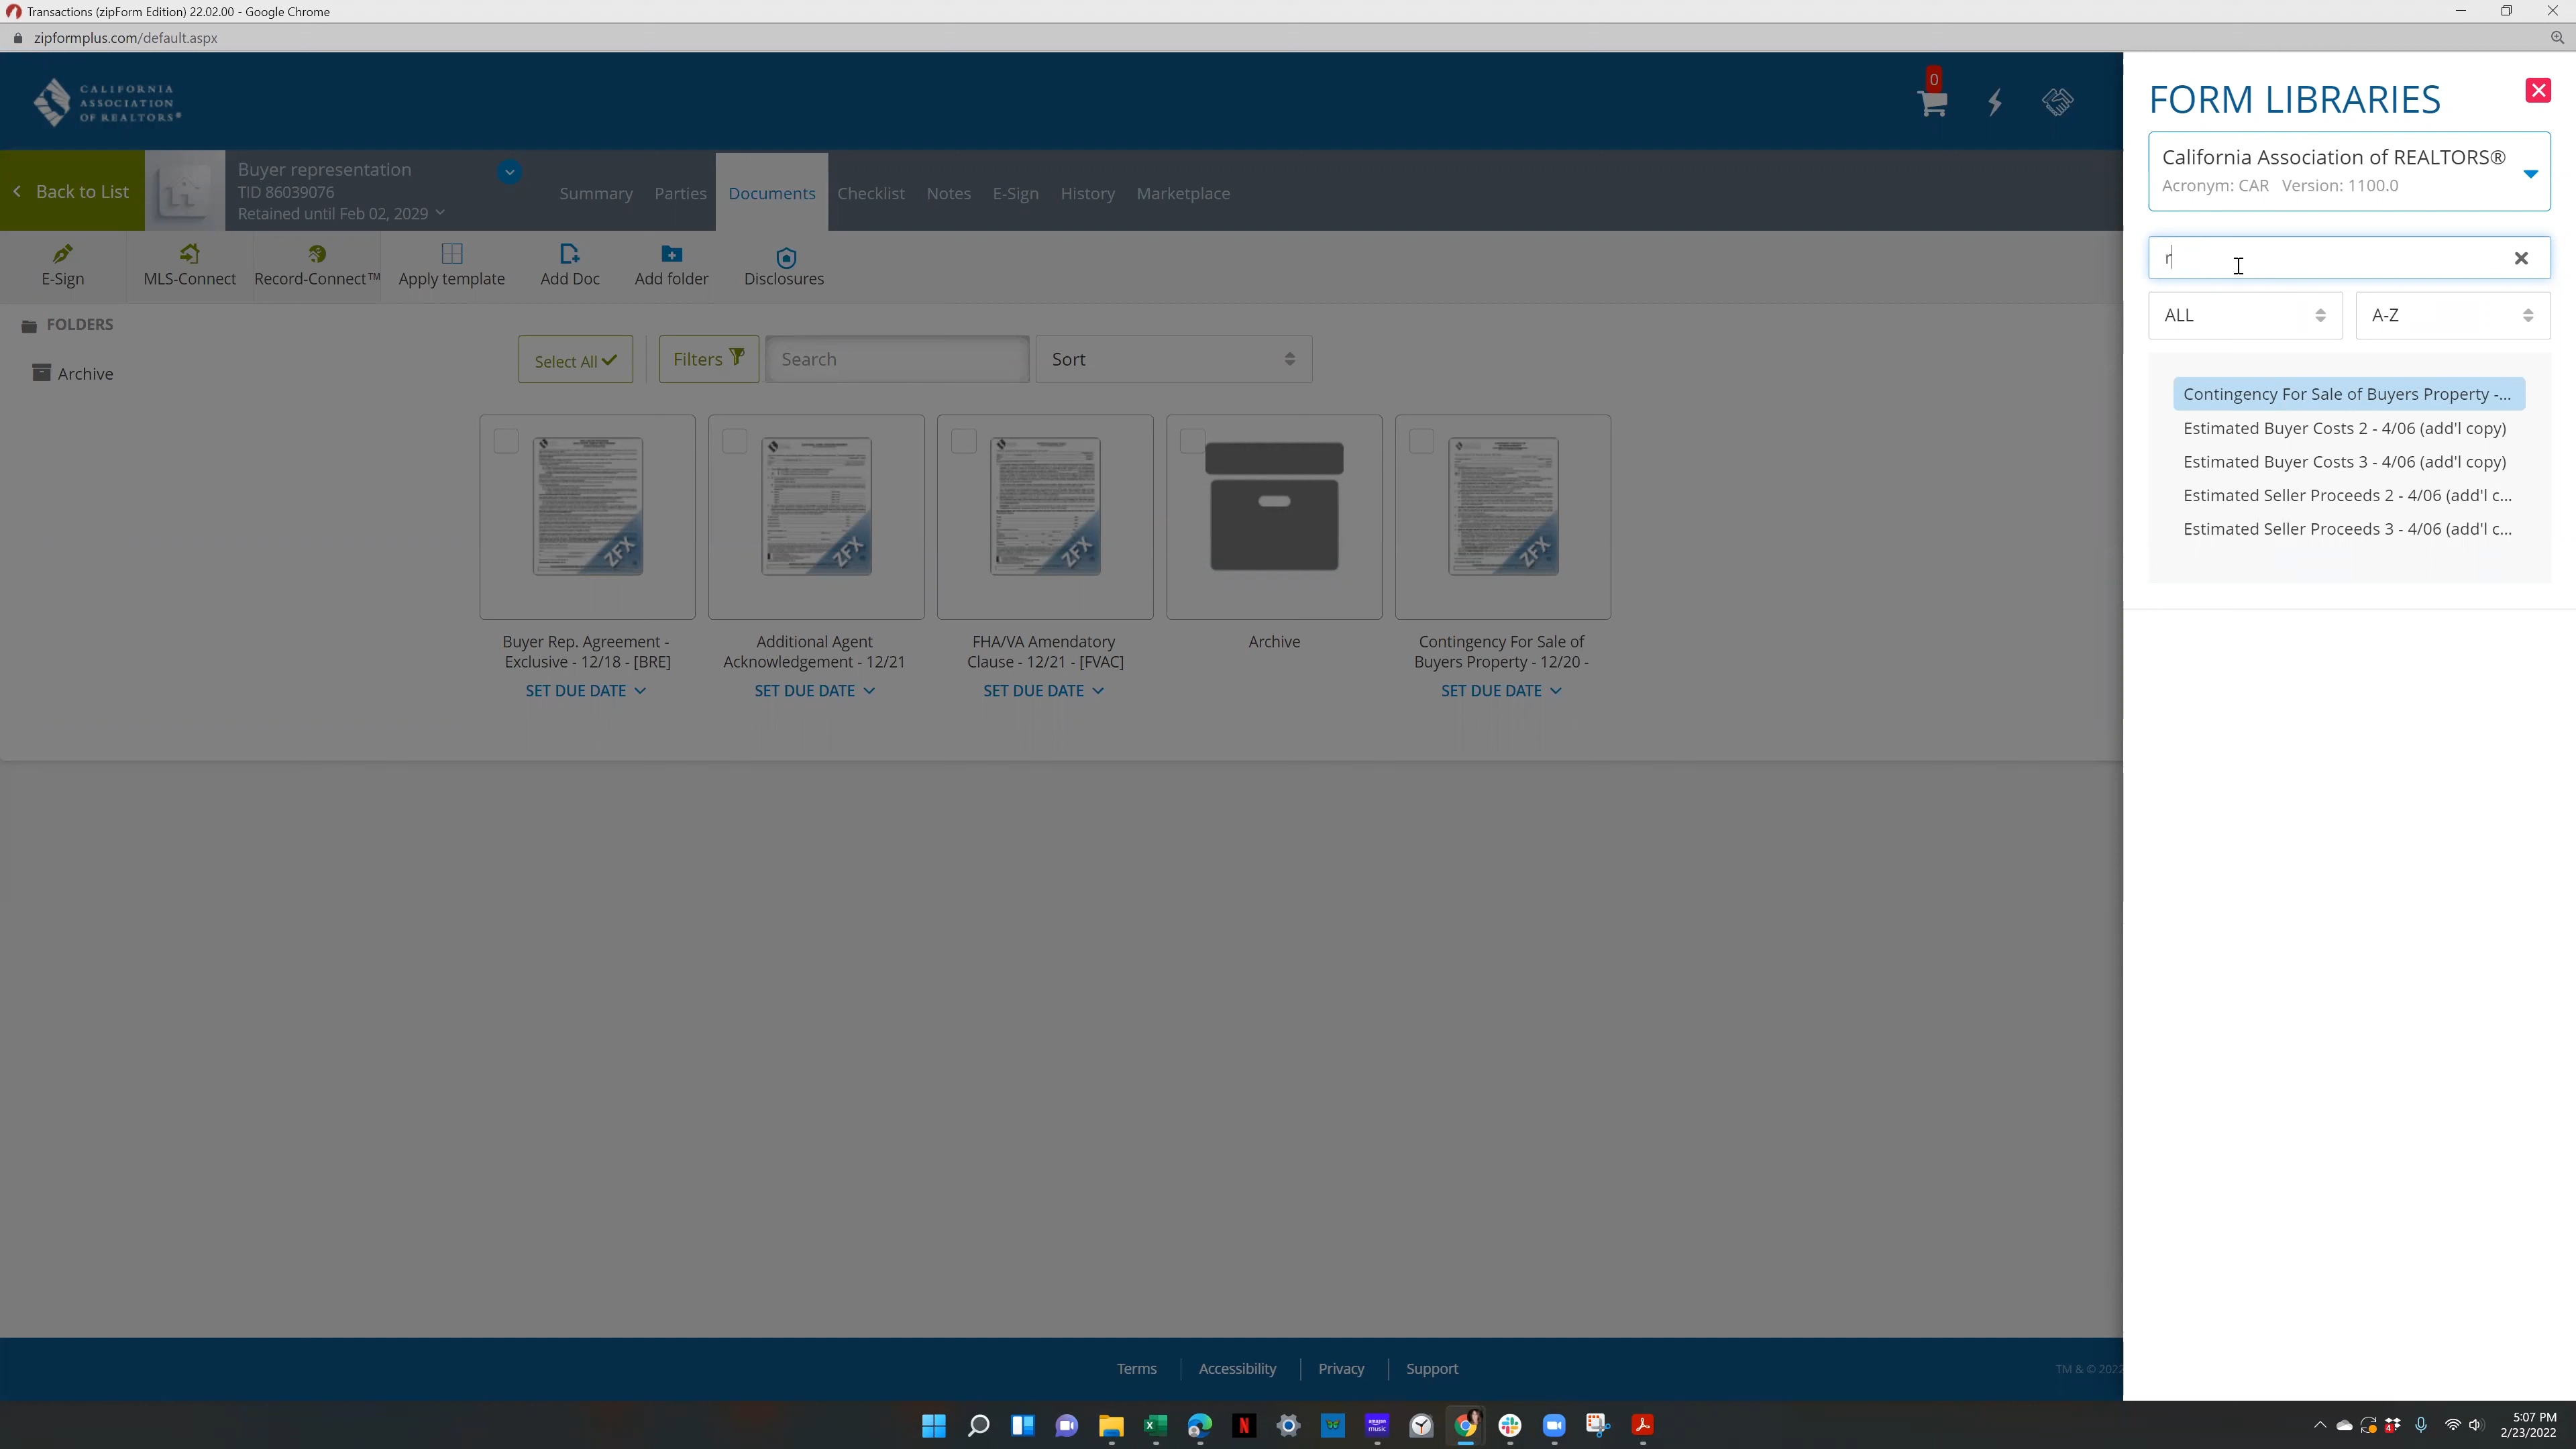 Transactions (zipForm Edition) 22.02.00 - Google Chrome
zipformplus.com/default.aspx
CALIFORNIA
ASSOCIATION
OF REALTORS®
0
Back to List
Buyer representation
TID 86039076
Retained until Feb 02, 2029
Summary
Parties
Documents
Checklist
Notes
E-Sign
History
Marketplace
E-Sign
MLS-Connect
Record-Connect™
Apply template
Add Doc
Add folder
Disclosures
FOLDERS
Archive
Select All
Filters
Search
Sort
ZFX
ZFX
ZFX
ZFX
Buyer Rep. Agreement -
Exclusive - 12/18 - [BRE]
SET DUE DATE
Additional Agent
Acknowledgement - 12/21
SET DUE DATE
FHA/VA Amendatory
Clause - 12/21 - [FVAC]
SET DUE DATE
Archive
Contingency For Sale of
Buyers Property - 12/20 -
SET DUE DATE
FORM LIBRARIES
California Association of REALTORS®
Acronym: CAR Version: 1100.0
r
ALL
A-Z
Contingency For Sale of Buyers Property -...
Estimated Buyer Costs 2 - 4/06 (add'l copy)
Estimated Buyer Costs 3 - 4/06 (add'l copy)
Estimated Seller Proceeds 2 - 4/06 (add'l c...
Estimated Seller Proceeds 3 - 4/06 (add'l c...
Terms
Accessibility
Privacy
Support
TM & © 2022
amazon
music
5:07 PM
2/23/2022